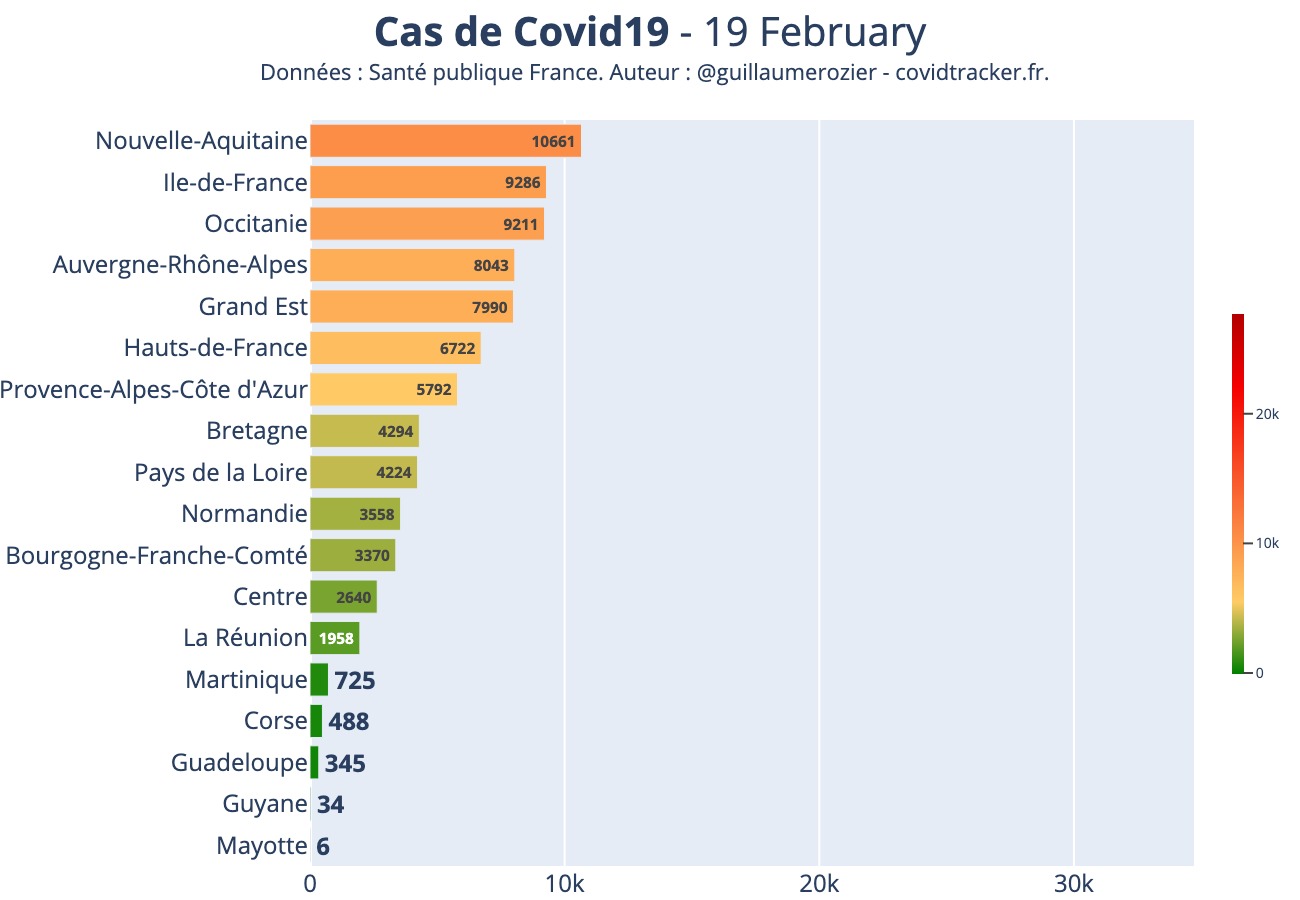 Cas de Covid19 - 19 February
Données : Santé publique France. Auteur : @guillaumerozier - covidtracker.fr.
Nouvelle-Aquitaine 10661
Ile-de-France 9286
Occitanie 9211
Auvergne-Rhône-Alpes 8043
Grand Est 7990
Hauts-de-France 6722
Provence-Alpes-Côte d'Azur 5792
Bretagne 4294
Pays de la Loire 4224
Normandie 3558
Bourgogne-Franche-Comté 3370
Centre 2640
La Réunion 1958
Martinique 725
Corse 488
Guadeloupe 345
Guyane 34
Mayotte 6
0 10k 20k 30k
20k
10k
0